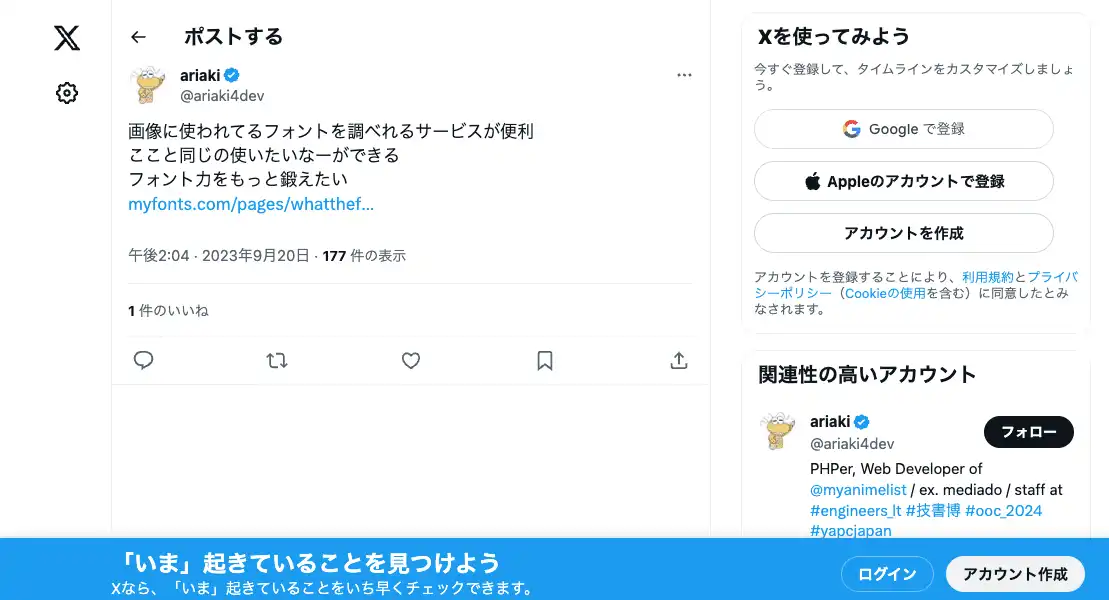 ポストする
ariaki
@ariaki4dev
画像に使われてるフォントを調べれるサービスが便利
ここと同じの使いたいなーができる
フォント力をもっと鍛えたい
myfonts.com/pages/whatthef...
午後2:04 · 2023年9月20日 · 177 件の表示
1 件のいいね
Xを使ってみよう
今すぐ登録して、タイムラインをカスタマイズしましょ
う。
Google で登録
Appleのアカウントで登録
アカウントを作成
アカウントを登録することにより、利用規約とプライバ
シーポリシー（Cookieの使用を含む）に同意したとみ
なされます。
関連性の高いアカウント
ariaki
@ariaki4dev
フォロー
PHPer, Web Developer of
@myanimelist / ex. mediado / staff at
#engineers_lt #技書博 #ooc_2024
#yapcjapan
「いま」起きていることを見つけよう
Xなら、「いま」起きていることをいち早くチェックできます。
ログイン
アカウント作成